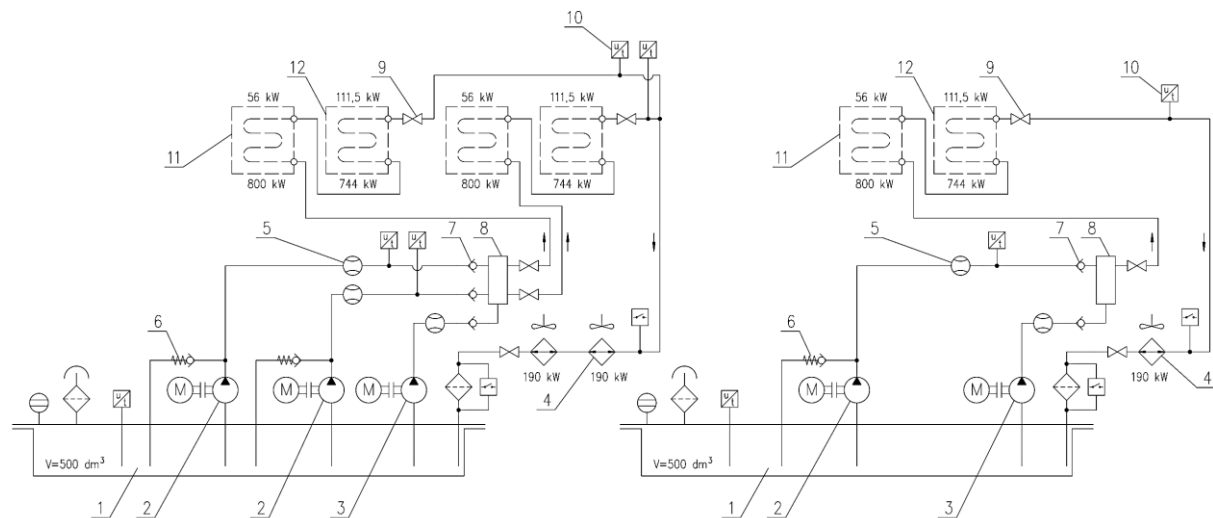 10
u/t
u/t
12
9
56 kW
111,5 kW
56 kW
111,5 kW
11
800 kW
744 kW
800 kW
744 kW
5
u/t
u/t
7
8
6
190 kW
190 kW
4
M
M
M
u/t
V=500 dm³
1
2
2
3
12
9
10
u/t
56 kW
111,5 kW
11
800 kW
744 kW
5
u/t
7
8
6
190 kW
4
M
M
u/t
V=500 dm³
1
2
3